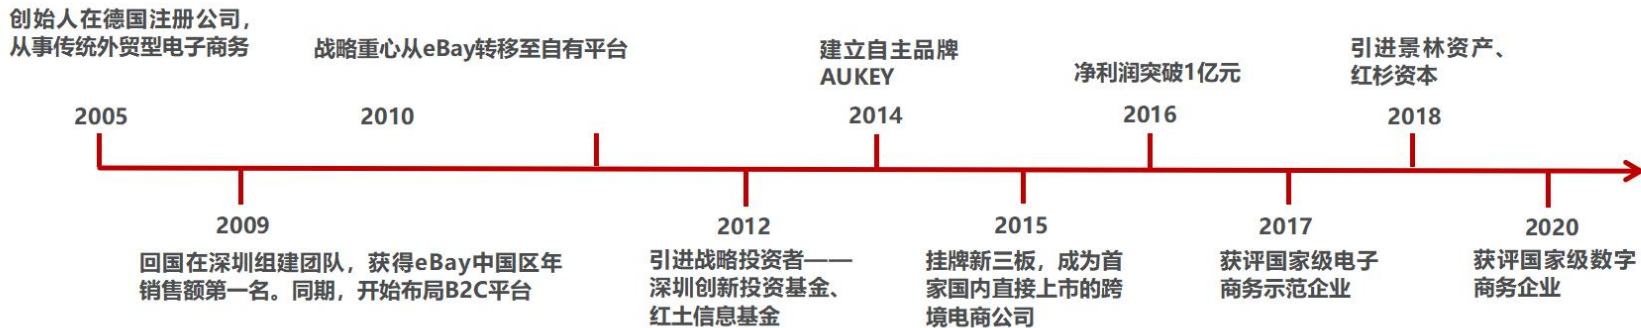 创始人在德国注册公司，
从事传统外贸型电子商务
2005
2009
回国在深圳组建团队，获得eBay中国区年
销售额第一名。同期，开始布局B2C平台
战略重心从eBay转移至自有平台
2010
2012
引进战略投资者——
深圳创新投资基金、
红土信息基金
建立自主品牌
AUKEY
2014
2015
挂牌新三板，成为首
家国内直接上市的跨
境电商公司
净利润突破1亿元
2016
2017
获评国家级电子
商务示范企业
引进景林资产、
红杉资本
2018
2020
获评国家级数字
商务企业